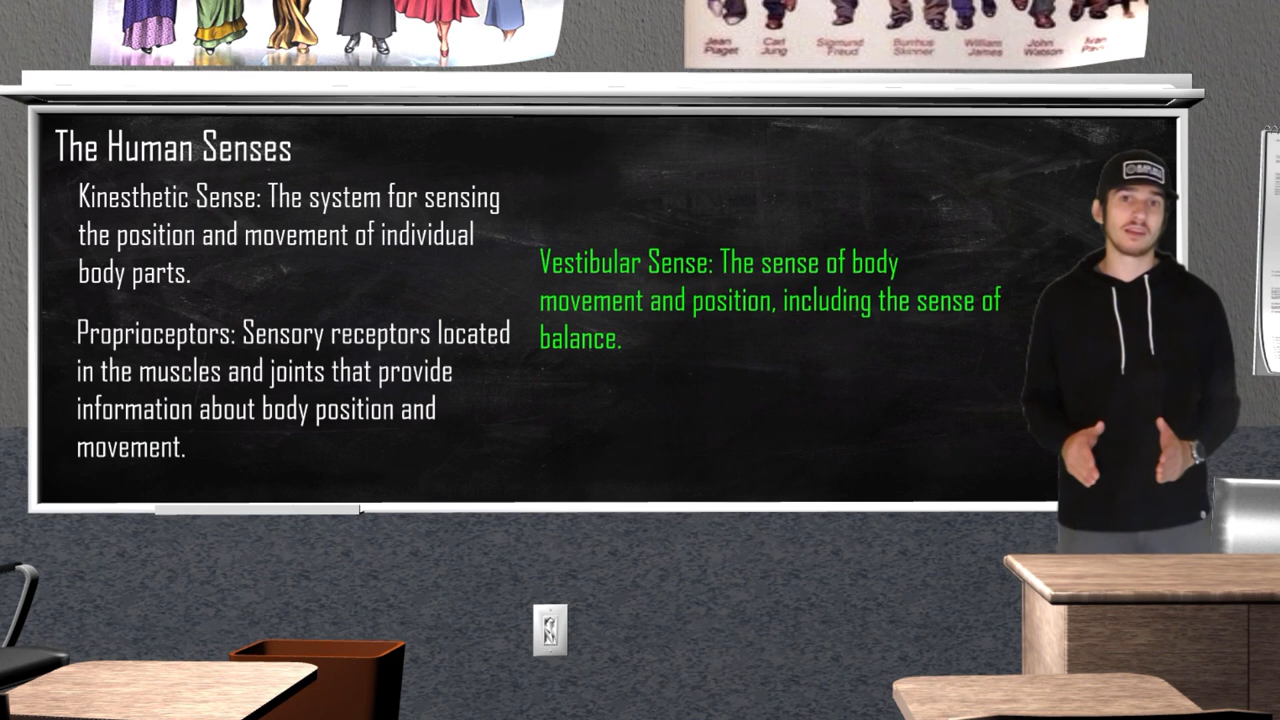 Jean Piaget
Carl Jung
Sigmund Freud
Burrhus Skinner
William James
John Watson
Ivan
The Human Senses
Kinesthetic Sense: The system for sensing
the position and movement of individual
body parts.
Proprioceptors: Sensory receptors located
in the muscles and joints that provide
information about body position and
movement.
Vestibular Sense: The sense of body
movement and position, including the sense of
balance.